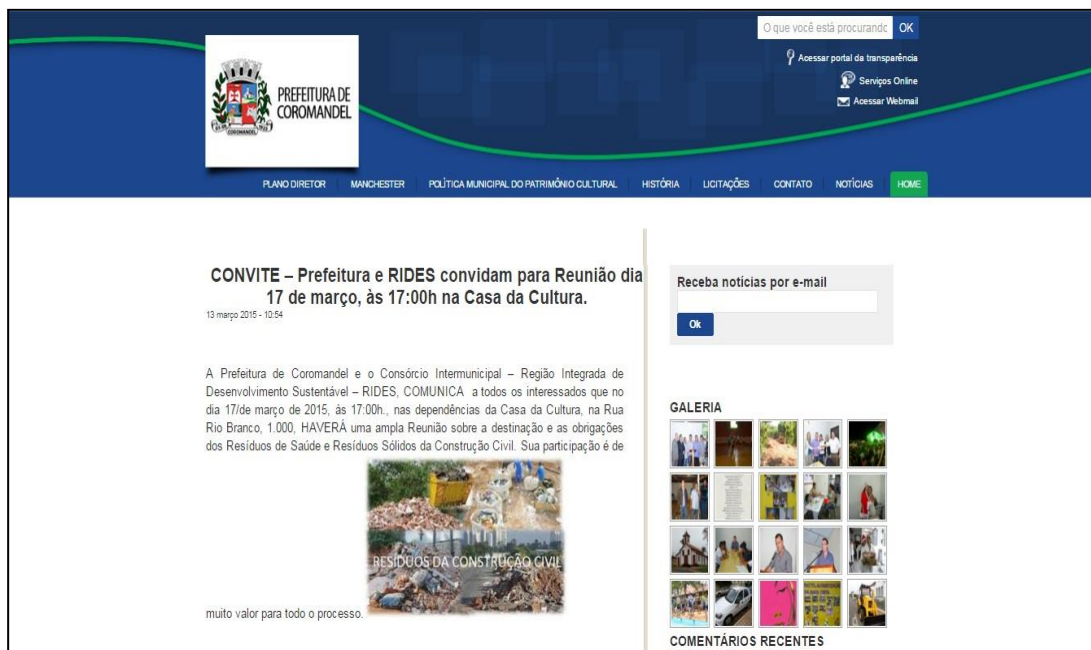 O que você está procurandc OK
Acessar portal da transparência
Serviços Online
Acessar Webmail
PREFEITURA DE
COROMANDEL
COROMANDEL
PLANO DIRETOR MANCHESTER POLÍTICA MUNICIPAL DO PATRIMÔNIO CULTURAL HISTÓRIA LICITAÇÕES CONTATO NOTÍCIAS HOME
CONVITE – Prefeitura e RIDES convidam para Reunião dia
17 de março, às 17:00h na Casa da Cultura.
13 março 2015 - 10:54
A Prefeitura de Coromandel e o Consórcio Intermunicipal – Região Integrada de
Desenvolvimento Sustentável – RIDES, COMUNICA a todos os interessados que no
dia 17/de março de 2015, às 17:00h., nas dependências da Casa da Cultura, na Rua
Rio Branco, 1.000, HAVERÁ uma ampla Reunião sobre a destinação e as obrigações
dos Resíduos de Saúde e Resíduos Sólidos da Construção Civil. Sua participação é de
RESÍDUOS DA CONSTRUÇÃO CIVIL
muito valor para todo o processo.
Receba notícias por e-mail
Ok
GALERIA
COMENTÁRIOS RECENTES